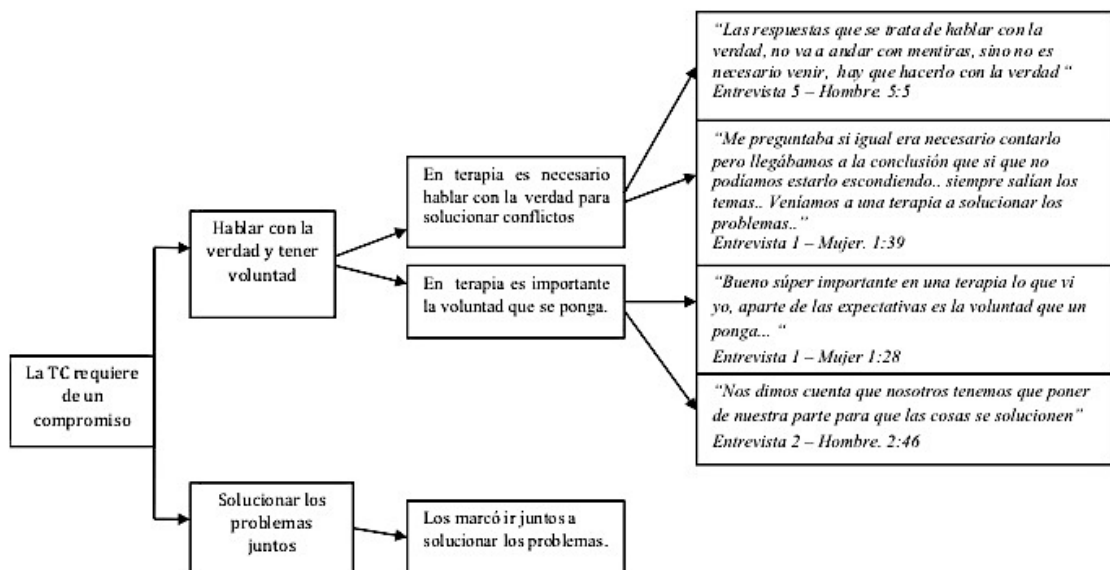 La TC requiere
de un
compromiso
Hablar con la
verdad y tener
voluntad
En terapia es necesario
hablar con la verdad para
solucionar conflictos
“Las respuestas que se trata de hablar con la
verdad, no va a andar con mentiras, sino no es
necesario venir, hay que hacerlo con la verdad “
Entrevista 5 – Hombre. 5:5
“Me preguntaba si igual era necesario contarlo
pero llegábamos a la conclusión que si que no
podíamos estarlo escondiendo.. siempre salían los
temas.. Veníamos a una terapia a solucionar los
problemas..”
Entrevista 1 – Mujer. 1:39
En terapia es importante
la voluntad que se ponga.
“Bueno súper importante en una terapia lo que vi
yo, aparte de las expectativas es la voluntad que un
ponga... “
Entrevista 1 – Mujer 1:28
“Nos dimos cuenta que nosotros tenemos que poner
de nuestra parte para que las cosas se solucionen”
Entrevista 2 – Hombre. 2:46
Solucionar los
problemas
juntos
Los marcó ir juntos a
solucionar los problemas.